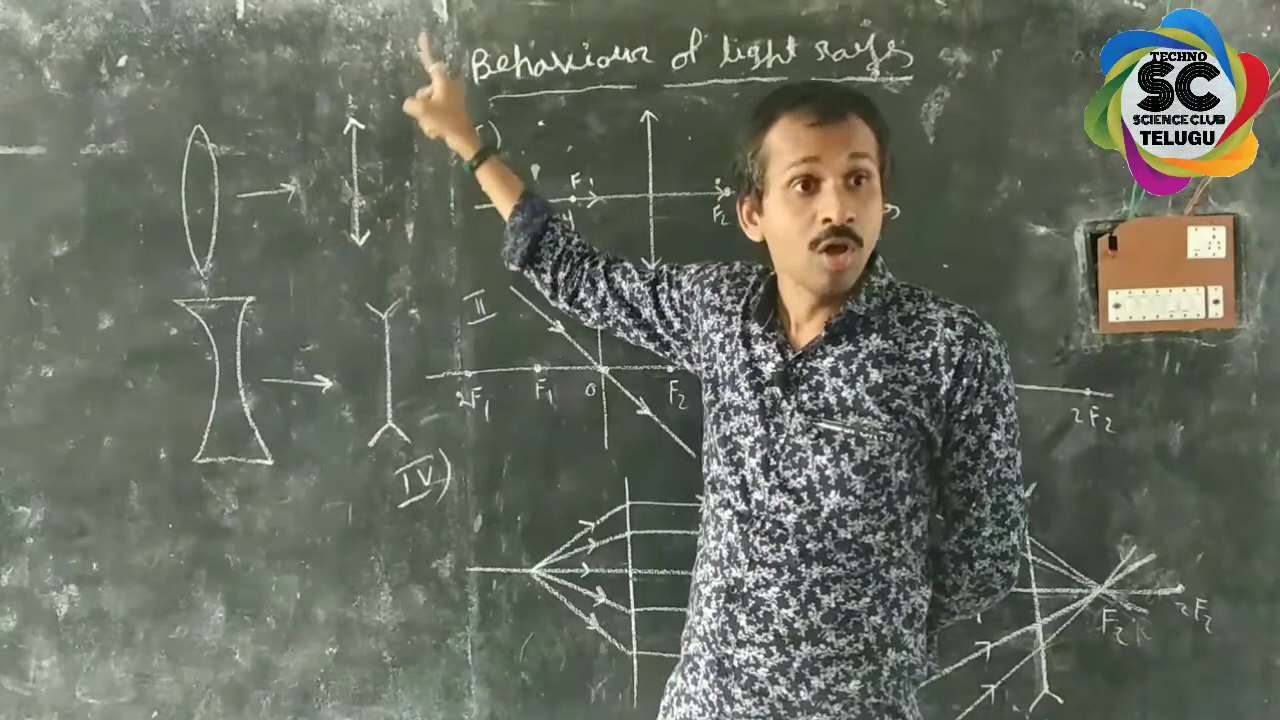 Behaviour of light rays
TECHNO
SC
SCIENCE CLUB
TELUGU
F1
F2
II
2F1
F1
O
F2
2F2
IV)
F2
2F2